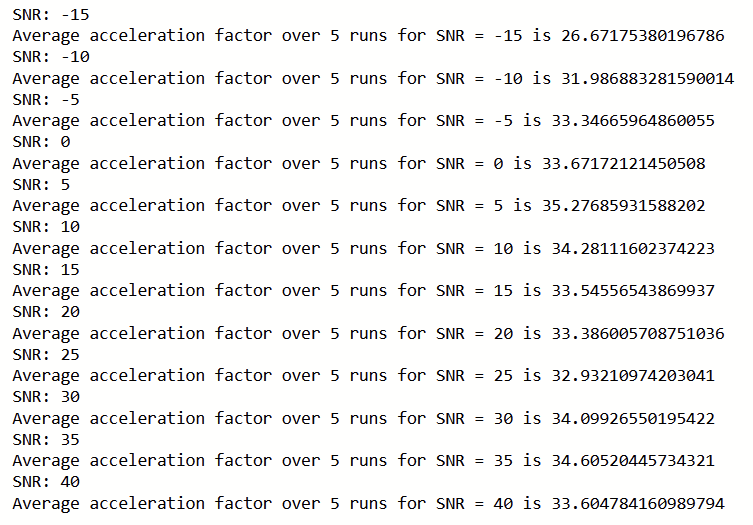 SNR: -15
Average acceleration factor over 5 runs for SNR = -15 is 26.67175380196786
SNR: -10
Average acceleration factor over 5 runs for SNR = -10 is 31.986883281590014
SNR: -5
Average acceleration factor over 5 runs for SNR = -5 is 33.34665964860055
SNR: 0
Average acceleration factor over 5 runs for SNR = 0 is 33.67172121450508
SNR: 5
Average acceleration factor over 5 runs for SNR = 5 is 35.27685931588202
SNR: 10
Average acceleration factor over 5 runs for SNR = 10 is 34.28111602374223
SNR: 15
Average acceleration factor over 5 runs for SNR = 15 is 33.54556543869937
SNR: 20
Average acceleration factor over 5 runs for SNR = 20 is 33.386005708751036
SNR: 25
Average acceleration factor over 5 runs for SNR = 25 is 32.93210974203041
SNR: 30
Average acceleration factor over 5 runs for SNR = 30 is 34.09926550195422
SNR: 35
Average acceleration factor over 5 runs for SNR = 35 is 34.60520445734321
SNR: 40
Average acceleration factor over 5 runs for SNR = 40 is 33.604784160989794